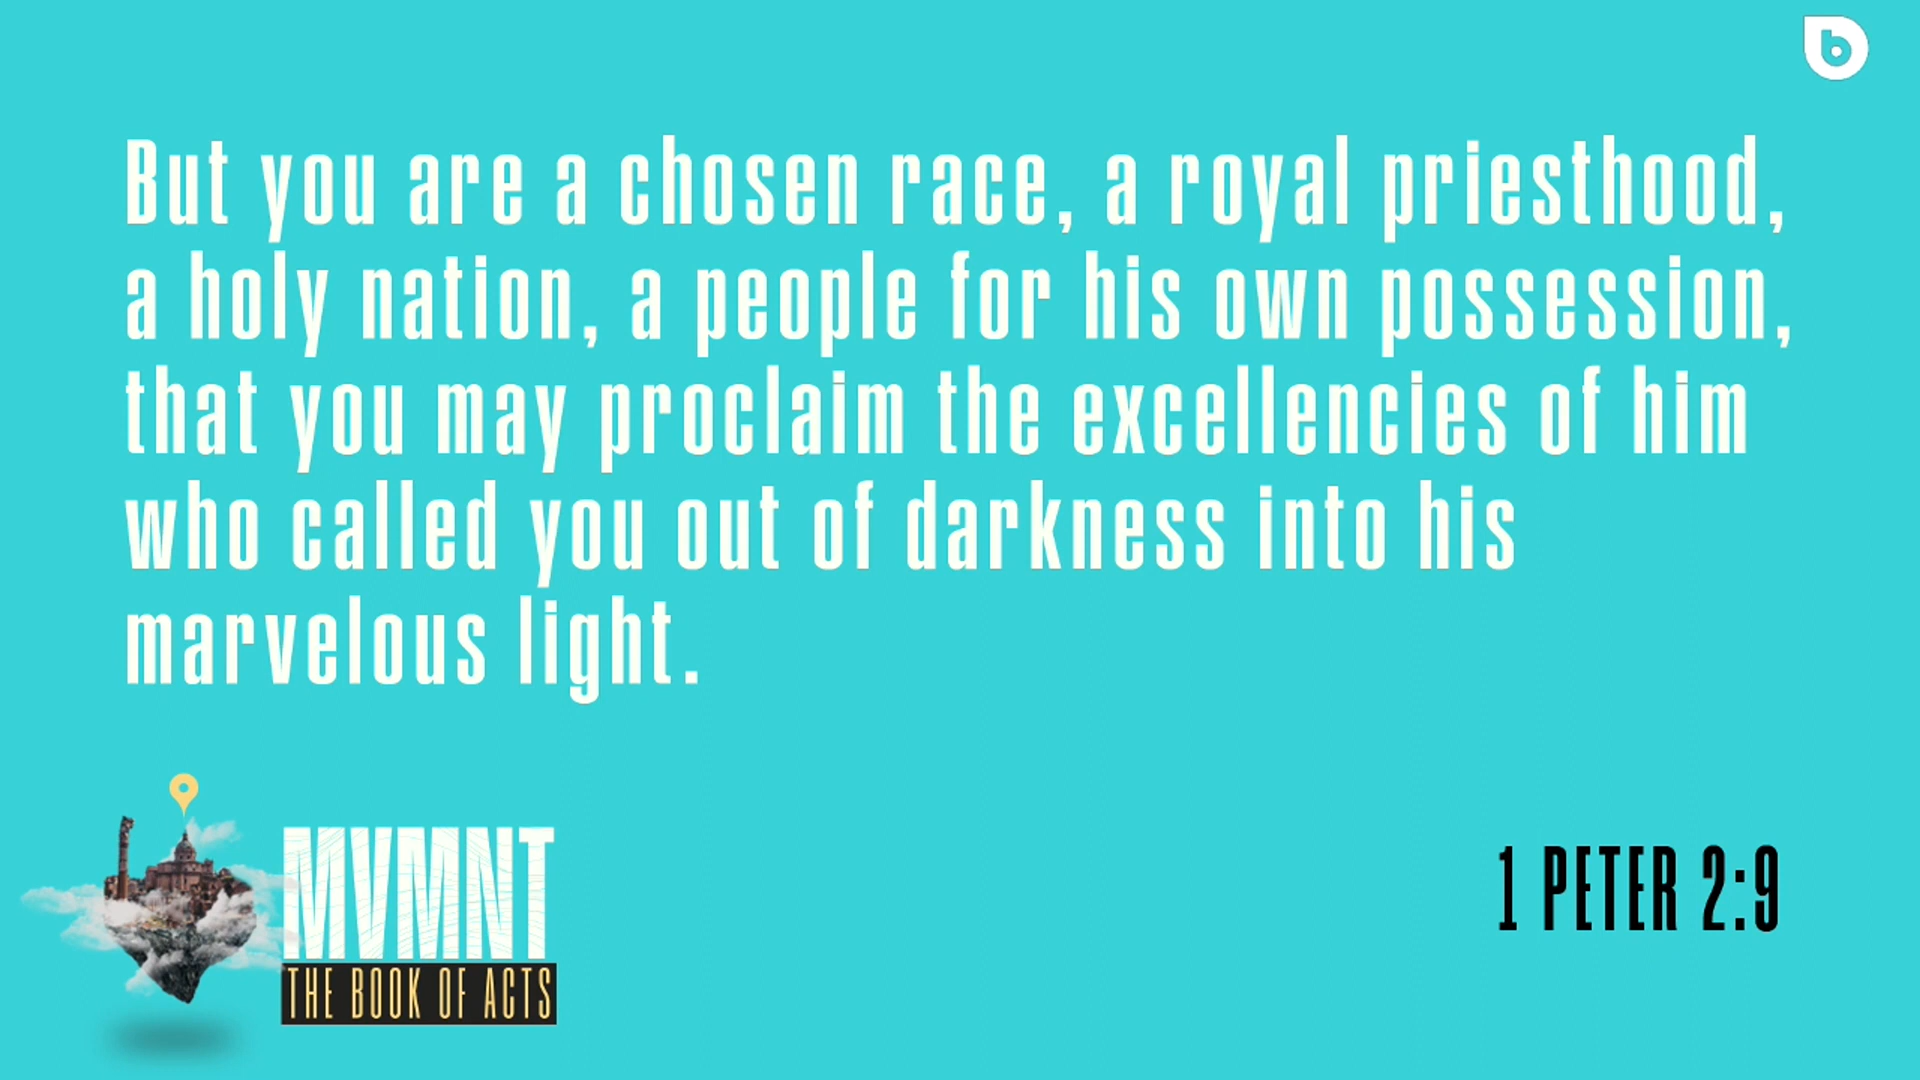 b
But you are a chosen race, a royal priesthood,
a holy nation, a people for his own possession,
that you may proclaim the excellencies of him
who called you out of darkness into his
marvelous light.
MVMNT
THE BOOK OF ACTS
1 PETER 2:9